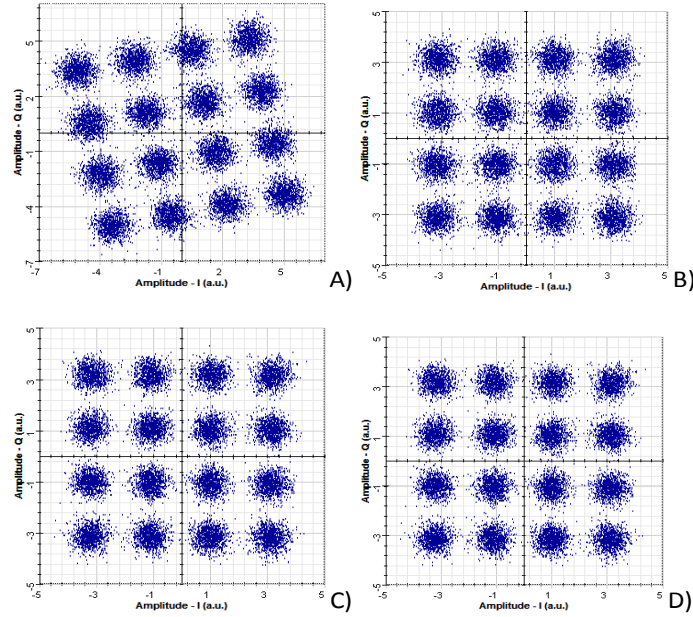 5
2
-1
-4
-7
Amplitude - Q (a.u.)
-7 -4 -1 2 5
Amplitude - I (a.u.)
A)
5
3
1
-1
-3
-5
Amplitude - Q (a.u.)
-5 -3 -1 1 3 5
Amplitude - I (a.u.)
B)
5
3
1
-1
-3
-5
Amplitude - Q (a.u.)
-5 -3 -1 1 3 5
Amplitude - I (a.u.)
C)
5
3
1
-1
-3
-5
Amplitude - Q (a.u.)
-5 -3 -1 1 3 5
Amplitude - I (a.u.)
D)